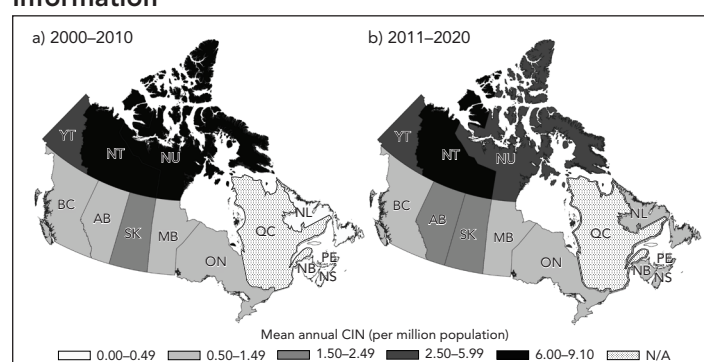 information
a) 2000–2010
b) 2011–2020
YT
NT
NU
BC
AB
SK
MB
ON
QC
NL
PE
NB
NS
YT
NT
NU
BC
AB
SK
MB
ON
QC
NL
PE
NB
NS
Mean annual CIN (per million population)
0.00–0.49 0.50–1.49 1.50–2.49 2.50–5.99 6.00–9.10 N/A